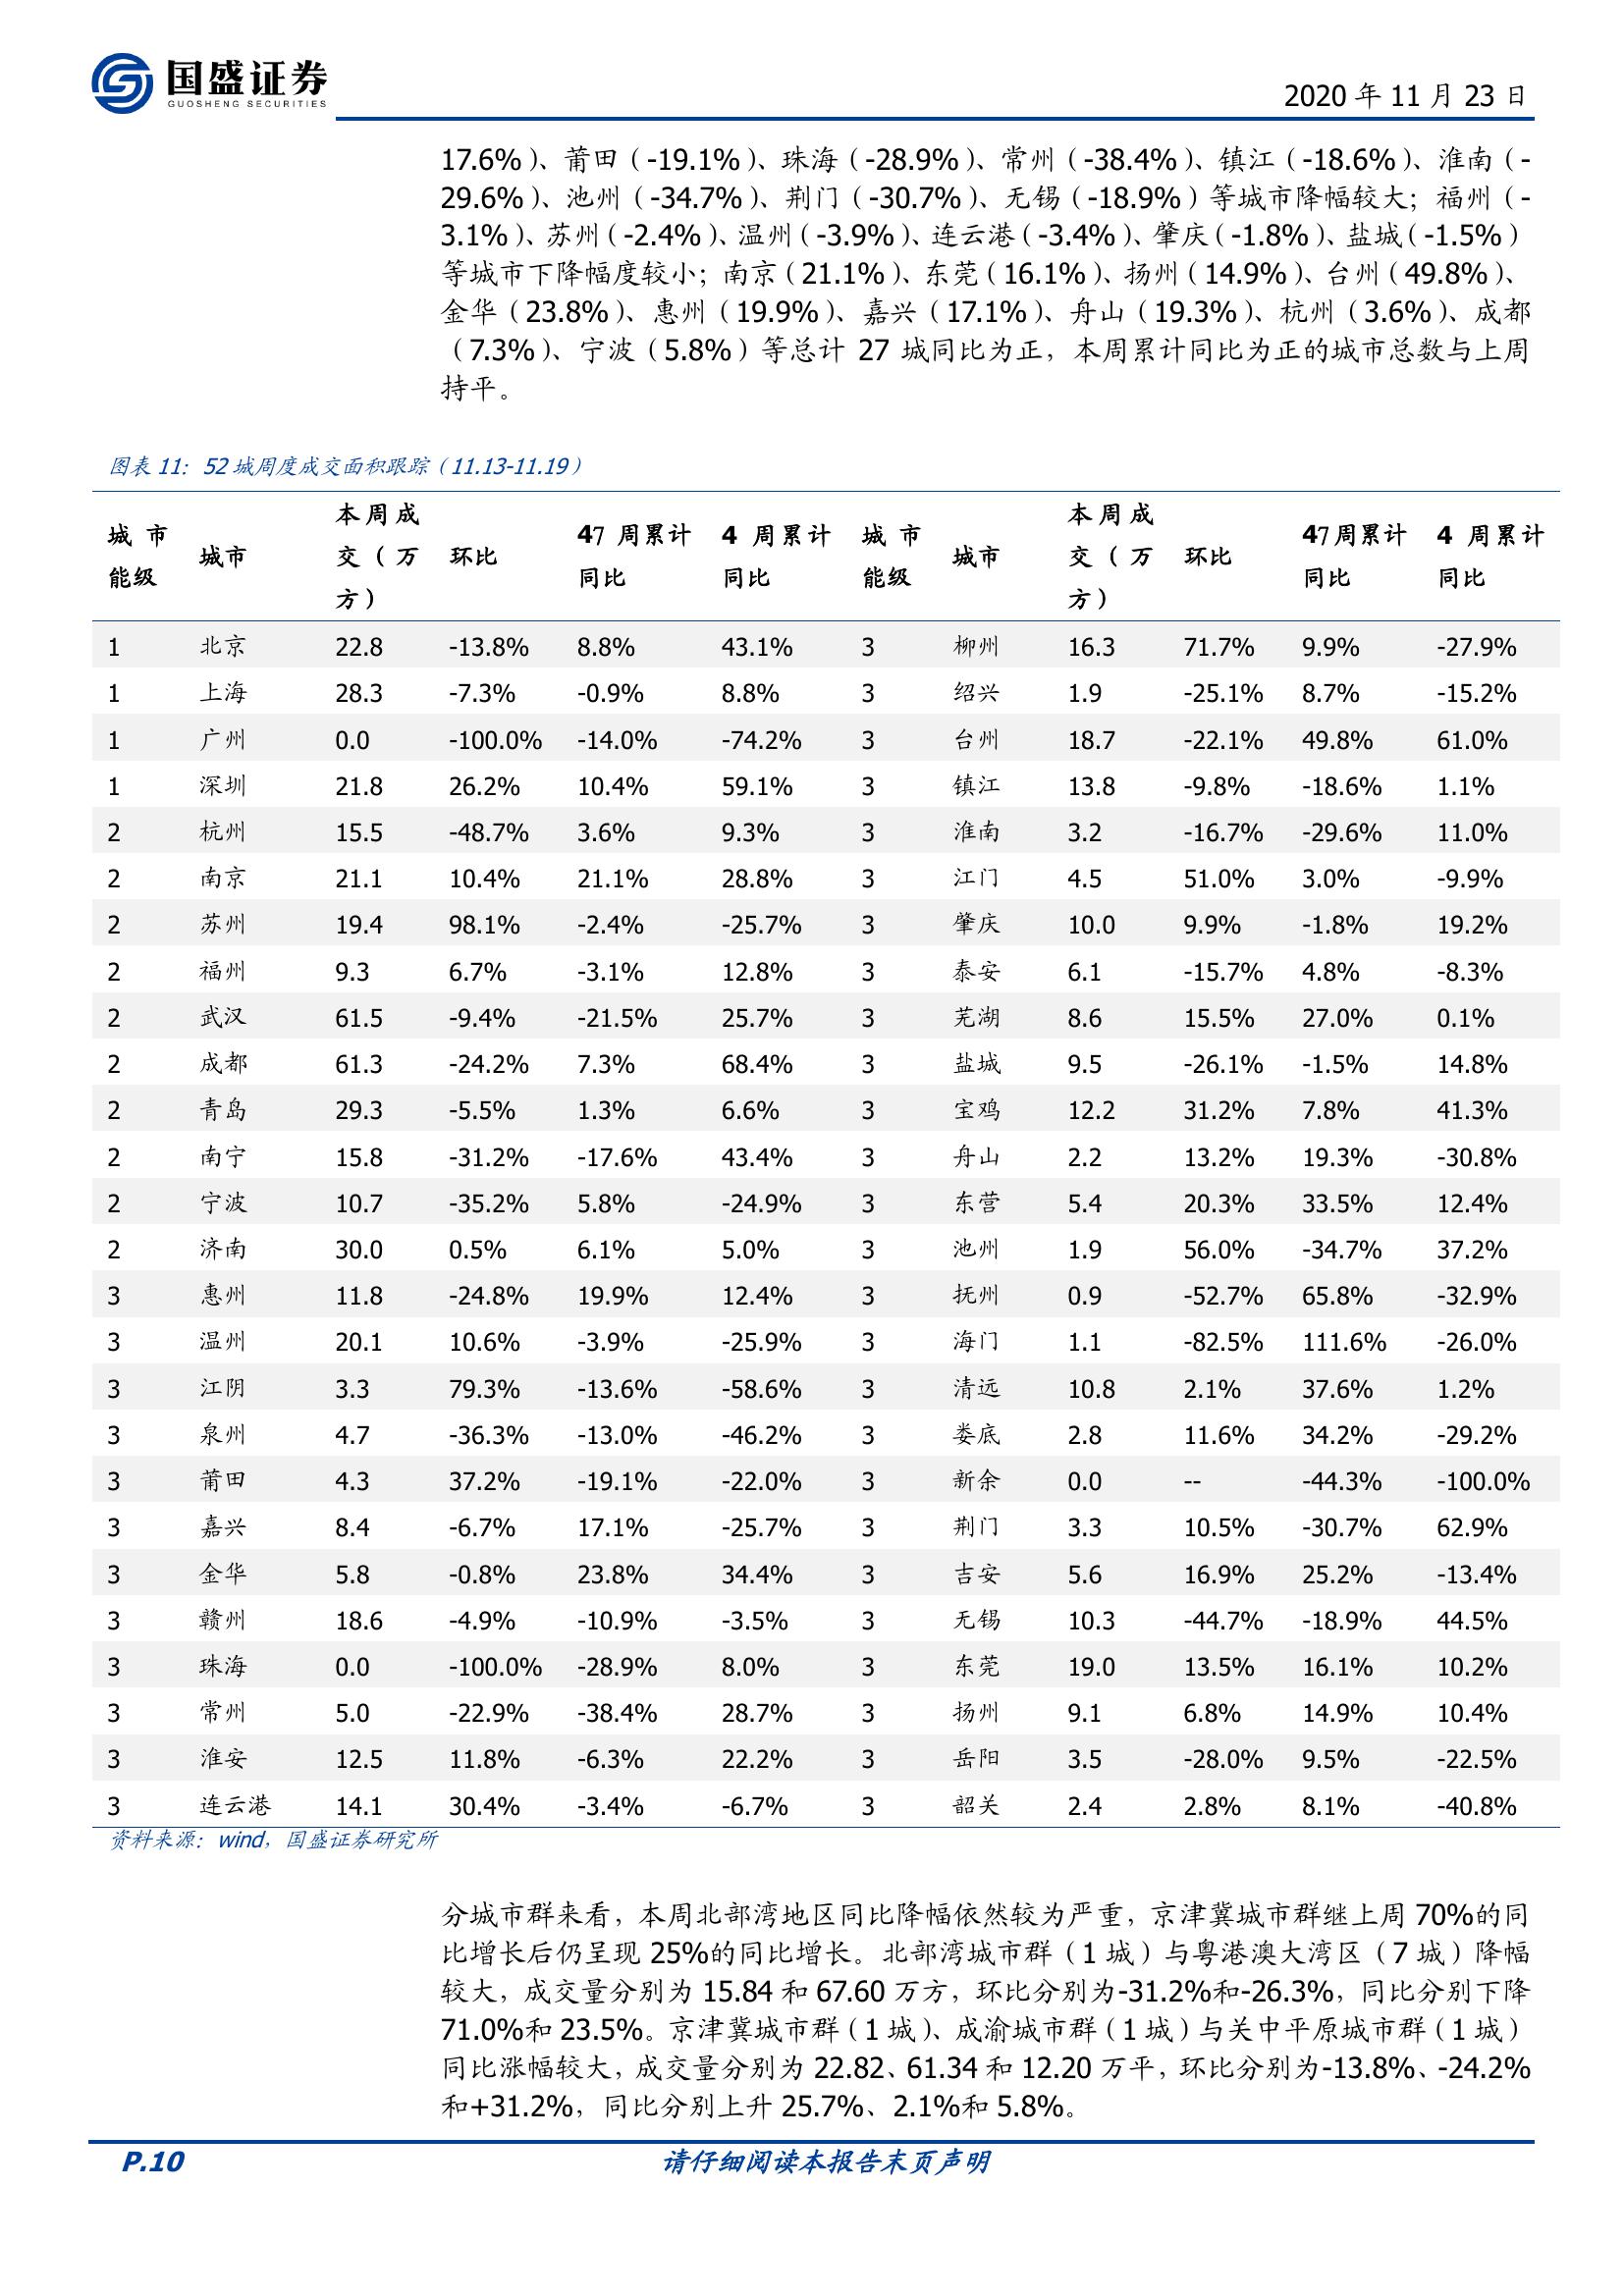 国盛证券
GUOSHENG SECURITIES
2020 年 11 月 23 日
17.6%）、莆田（-19.1%）、珠海（-28.9%）、常州（-38.4%）、镇江（-18.6%）、淮南（-
29.6%）、池州（-34.7%）、荆门（-30.7%）、无锡（-18.9%）等城市降幅较大；福州（-
3.1%）、苏州（-2.4%）、温州（-3.9%）、连云港（-3.4%）、肇庆（-1.8%）、盐城（-1.5%）
等城市下降幅度较小；南京（21.1%）、东莞（16.1%）、扬州（14.9%）、台州（49.8%）、
金华（23.8%）、惠州（19.9%）、嘉兴（17.1%）、舟山（19.3%）、杭州（3.6%）、成都
（7.3%）、宁波（5.8%）等总计 27 城同比为正，本周累计同比为正的城市总数与上周
持平。
图表 11：52 城周度成交面积跟踪（11.13-11.19）
城市能级 城市 本周成交（万方） 环比 47 周累计同比 4 周累计同比 城市能级 城市 本周成交（万方） 环比 47 周累计同比 4 周累计同比
1 北京 22.8 -13.8% 8.8% 43.1% 3 柳州 16.3 71.7% 9.9% -27.9%
1 上海 28.3 -7.3% -0.9% 8.8% 3 绍兴 1.9 -25.1% 8.7% -15.2%
1 广州 0.0 -100.0% -14.0% -74.2% 3 台州 18.7 -22.1% 49.8% 61.0%
1 深圳 21.8 26.2% 10.4% 59.1% 3 镇江 13.8 -9.8% -18.6% 1.1%
2 杭州 15.5 -48.7% 3.6% 9.3% 3 淮南 3.2 -16.7% -29.6% 11.0%
2 南京 21.1 10.4% 21.1% 28.8% 3 江门 4.5 51.0% 3.0% -9.9%
2 苏州 19.4 98.1% -2.4% -25.7% 3 肇庆 10.0 9.9% -1.8% 19.2%
2 福州 9.3 6.7% -3.1% 12.8% 3 泰安 6.1 -15.7% 4.8% -8.3%
2 武汉 61.5 -9.4% -21.5% 25.7% 3 芜湖 8.6 15.5% 27.0% 0.1%
2 成都 61.3 -24.2% 7.3% 68.4% 3 盐城 9.5 -26.1% -1.5% 14.8%
2 青岛 29.3 -5.5% 1.3% 6.6% 3 宝鸡 12.2 31.2% 7.8% 41.3%
2 南宁 15.8 -31.2% -17.6% 43.4% 3 舟山 2.2 13.2% 19.3% -30.8%
2 宁波 10.7 -35.2% 5.8% -24.9% 3 东营 5.4 20.3% 33.5% 12.4%
2 济南 30.0 0.5% 6.1% 5.0% 3 池州 1.9 56.0% -34.7% 37.2%
3 惠州 11.8 -24.8% 19.9% 12.4% 3 抚州 0.9 -52.7% 65.8% -32.9%
3 温州 20.1 10.6% -3.9% -25.9% 3 海门 1.1 -82.5% 111.6% -26.0%
3 江阴 3.3 79.3% -13.6% -58.6% 3 清远 10.8 2.1% 37.6% 1.2%
3 泉州 4.7 -36.3% -13.0% -46.2% 3 娄底 2.8 11.6% 34.2% -29.2%
3 莆田 4.3 37.2% -19.1% -22.0% 3 新余 0.0 -- -44.3% -100.0%
3 嘉兴 8.4 -6.7% 17.1% -25.7% 3 荆门 3.3 10.5% -30.7% 62.9%
3 金华 5.8 -0.8% 23.8% 34.4% 3 吉安 5.6 16.9% 25.2% -13.4%
3 赣州 18.6 -4.9% -10.9% -3.5% 3 无锡 10.3 -44.7% -18.9% 44.5%
3 珠海 0.0 -100.0% -28.9% 8.0% 3 东莞 19.0 13.5% 16.1% 10.2%
3 常州 5.0 -22.9% -38.4% 28.7% 3 扬州 9.1 6.8% 14.9% 10.4%
3 淮安 12.5 11.8% -6.3% 22.2% 3 岳阳 3.5 -28.0% 9.5% -22.5%
3 连云港 14.1 30.4% -3.4% -6.7% 3 韶关 2.4 2.8% 8.1% -40.8%
资料来源：wind，国盛证券研究所
分城市群来看，本周北部湾地区同比降幅依然较为严重，京津冀城市群继上周 70%的同
比增长后仍呈现 25%的同比增长。北部湾城市群（1 城）与粤港澳大湾区（7 城）降幅
较大，成交量分别为 15.84 和 67.60 万方，环比分别为-31.2%和-26.3%，同比分别下降
71.0%和 23.5%。京津冀城市群（1 城）、成渝城市群（1 城）与关中平原城市群（1 城）
同比涨幅较大，成交量分别为 22.82、61.34 和 12.20 万平，环比分别为-13.8%、-24.2%
和+31.2%，同比分别上升 25.7%、2.1%和 5.8%。
P.10 请仔细阅读本报告末页声明